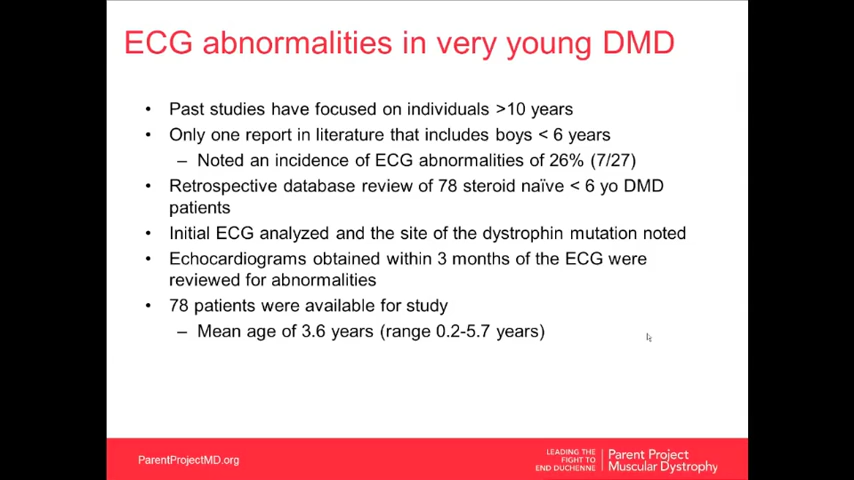 ECG abnormalities in very young DMD
• Past studies have focused on individuals >10 years
• Only one report in literature that includes boys < 6 years
– Noted an incidence of ECG abnormalities of 26% (7/27)
• Retrospective database review of 78 steroid naïve < 6 yo DMD
patients
• Initial ECG analyzed and the site of the dystrophin mutation noted
• Echocardiograms obtained within 3 months of the ECG were
reviewed for abnormalities
• 78 patients were available for study
– Mean age of 3.6 years (range 0.2-5.7 years)
ParentProjectMD.org
LEADING THE
FIGHT TO
END DUCHENNE
Parent Project
Muscular Dystrophy